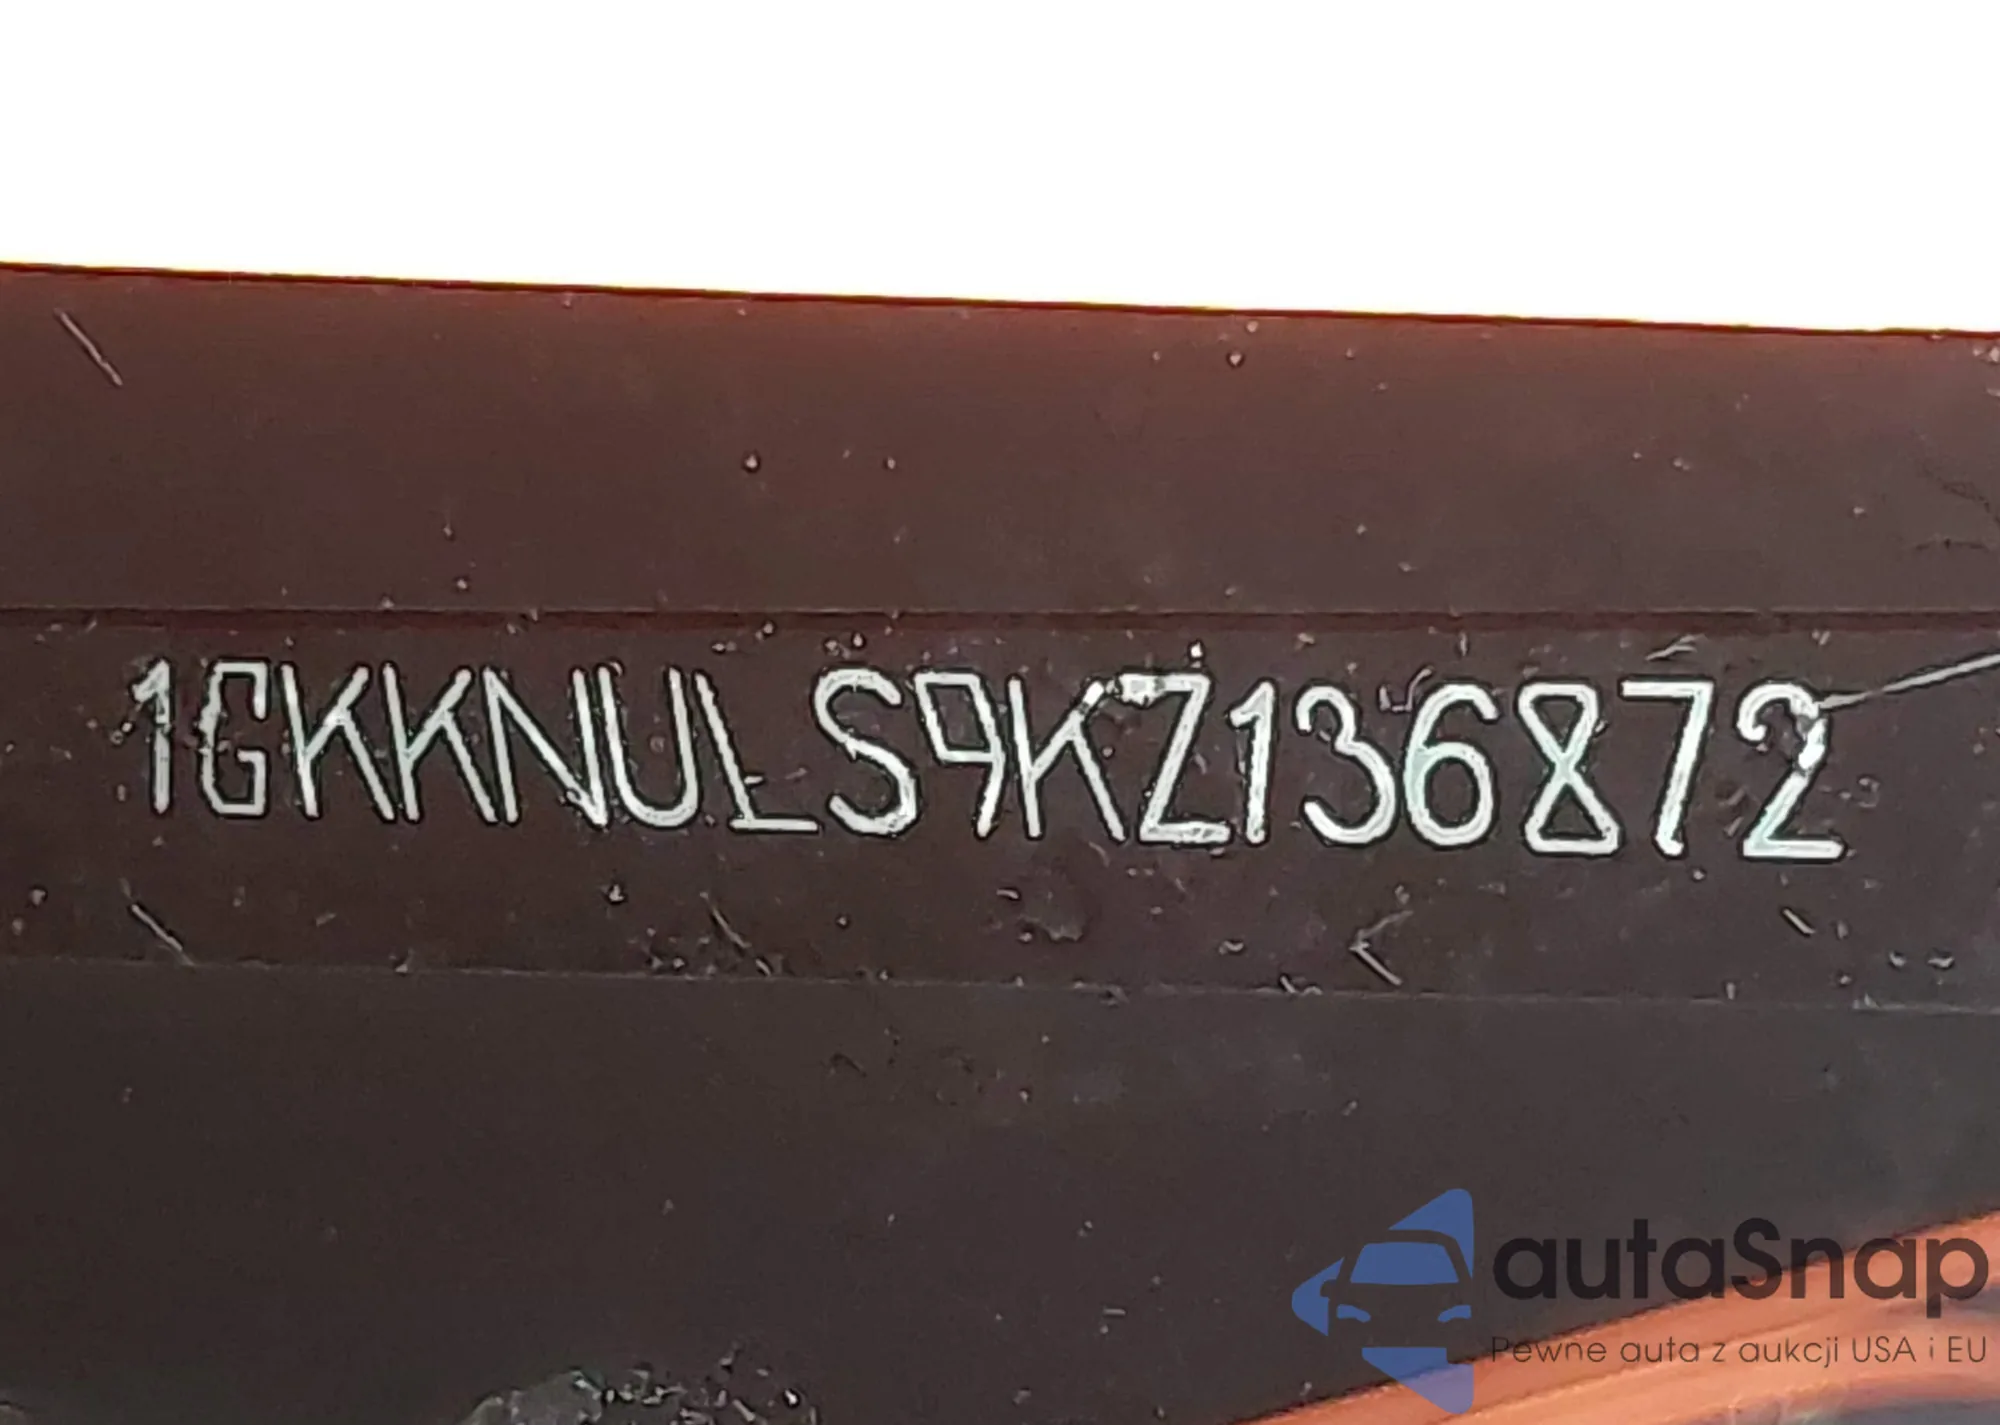 1GKKNULS9KZ136872
autaSnap
Pewne auta z aukcji USA i EU